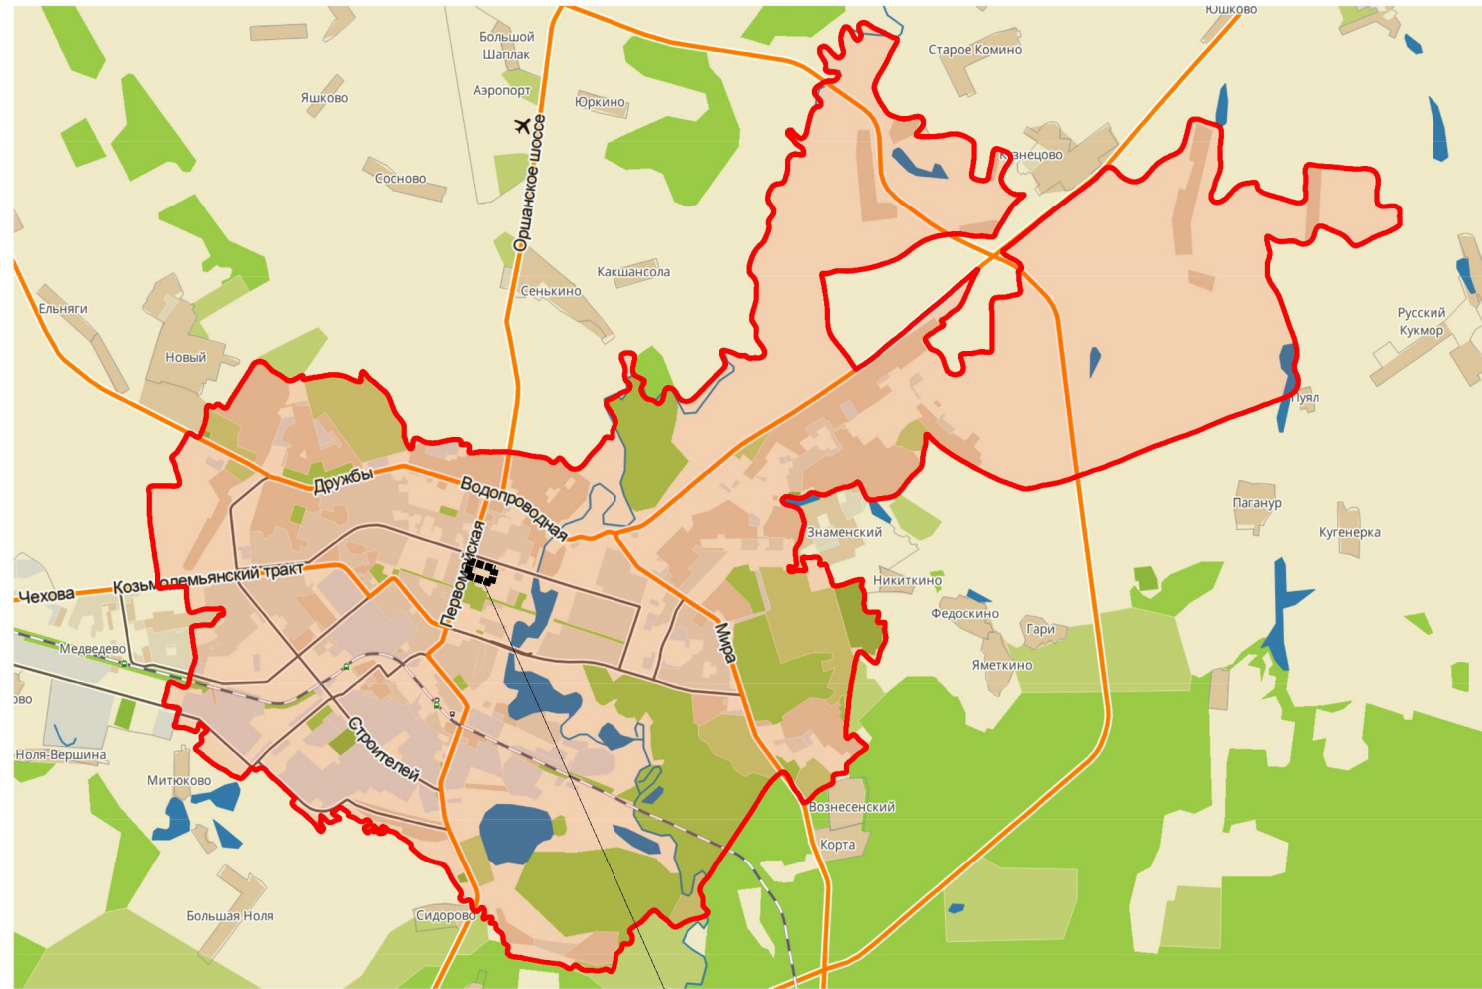 Юшково
Большой
Шаплак
Старое Комино
Аэропорт
Яшково
Юркино
Оршанское шоссе
Кузнецово
Сосново
Какшансола
Сенькино
Ельняги
Русский
Кукмор
Новый
Пуял
Дружбы
Водопроводная
Паганур
Знаменский
Кугенерка
Первомайская
Козьмодемьянский тракт
Чехова
Никиткино
Федоскино
Гари
Мира
Медведево
Яметкино
ово
Строителей
Ноля-Вершина
Митюково
Вознесенский
Корта
Большая Ноля
Сидорово